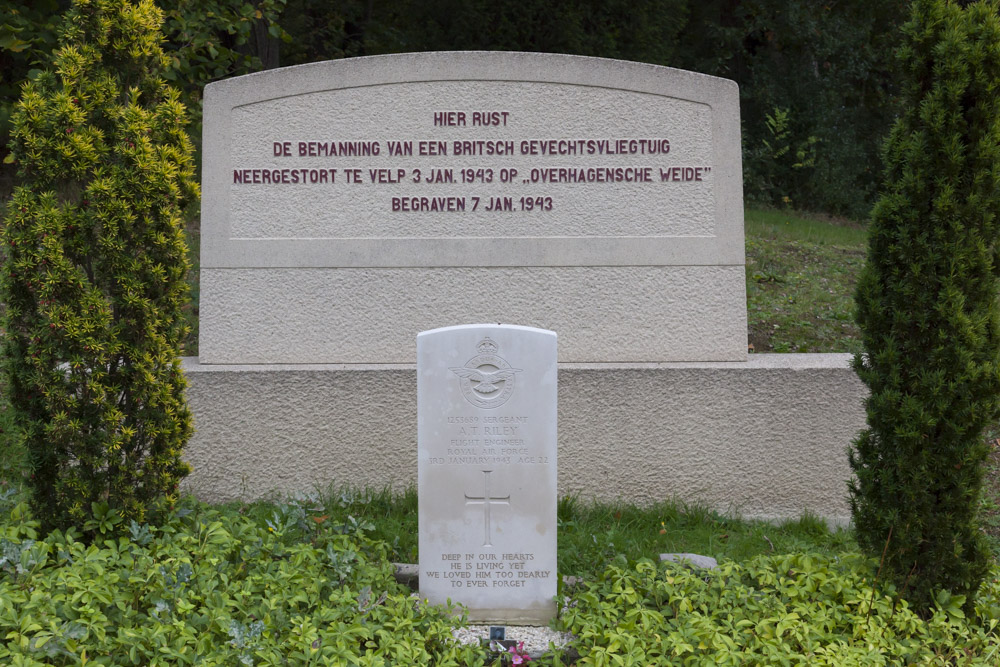 HIER RUST
DE BEMANNING VAN EEN BRITSCH GEVECHTSVLIEGTUIG
NEERGESTORT TE VELP 3 JAN. 1943 OP „OVERHAGENSCHE WEIDE”
BEGRAVEN 7 JAN. 1943
SERGEANT
A T RILEY
FLIGHT ENGINEER
ROYAL AIR FORCE
3RD JANUARY 1943 AGE 22
DEEP IN OUR HEARTS
HE IS LIVING YET
WE LOVED HIM TOO DEARLY
TO EVER FORGET